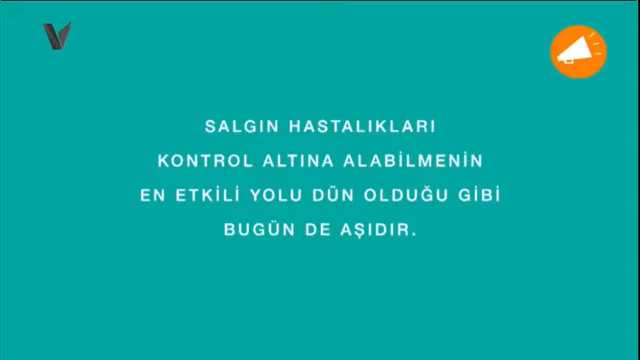 SALGIN HASTALIKLARI
KONTROL ALTINA ALABİLMENİN
EN ETKİLİ YOLU DÜN OLDUĞU GİBİ
BUGÜN DE AŞIDIR.